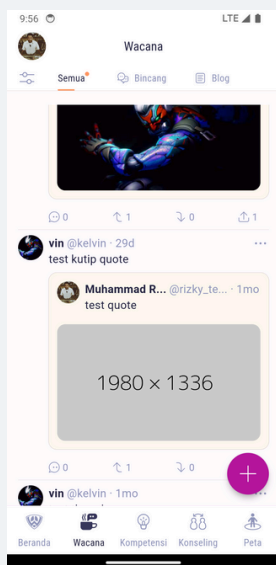 9:56 LTE
Wacana
Semua Bincang Blog
0 1 0 1
vin @kelvin · 29d
test kutip quote
Muhammad R... @rizky_te... · 1mo
test quote
1980 × 1336
0 1 0
vin @kelvin · 1mo
Beranda Wacana Kompetensi Konseling Peta